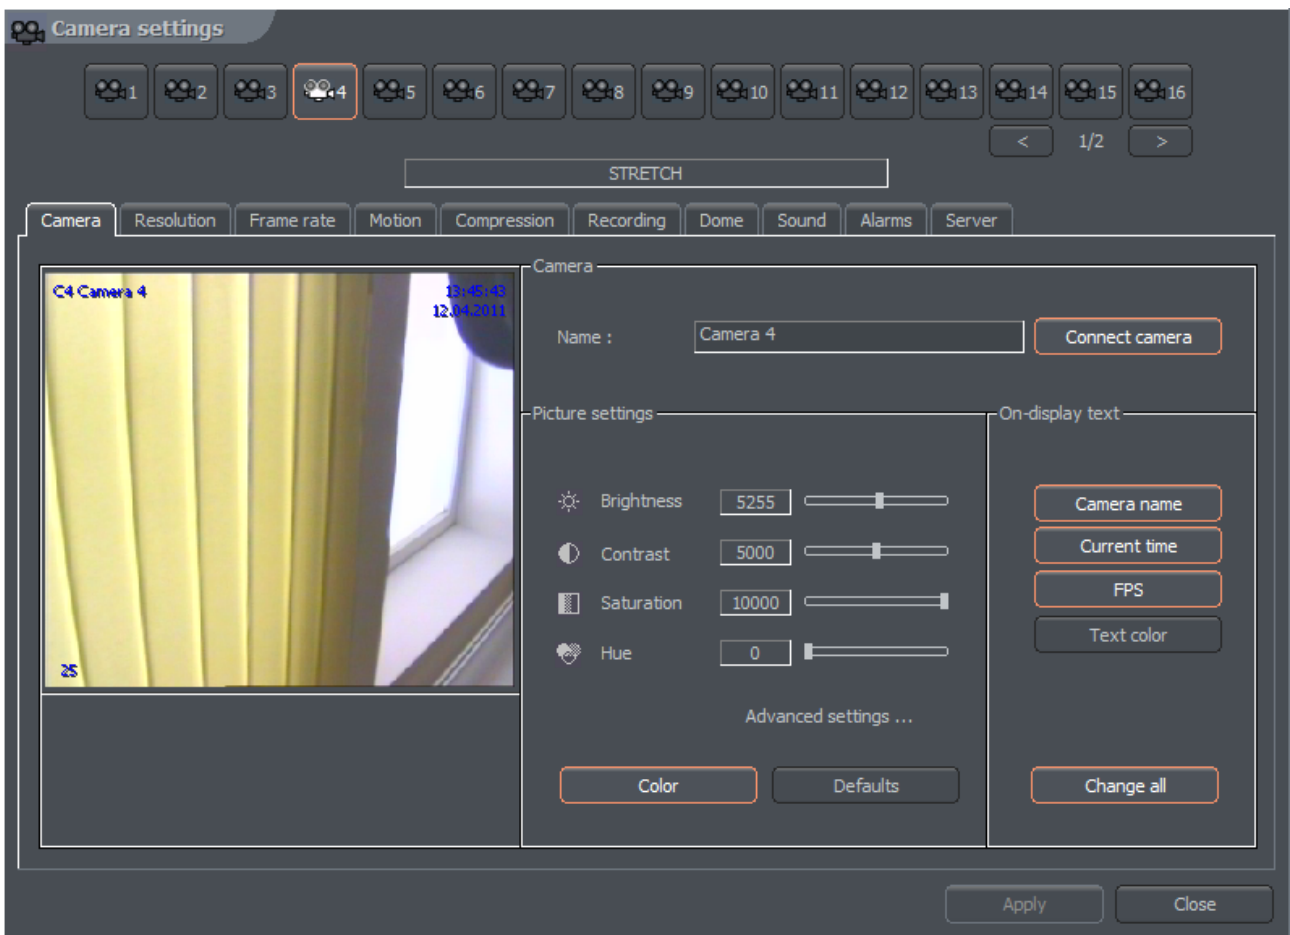 Camera settings
1 2 3 4 5 6 7 8 9 10 11 12 13 14 15 16
< 1/2 >
STRETCH
Camera Resolution Frame rate Motion Compression Recording Dome Sound Alarms Server
C4 Camera 4 13:45:43
12.04.2011
25
Camera
Name : Camera 4 Connect camera
Picture settings
Brightness 5255
Contrast 5000
Saturation 10000
Hue 0
Advanced settings ...
Color Defaults
On-display text
Camera name
Current time
FPS
Text color
Change all
Apply Close